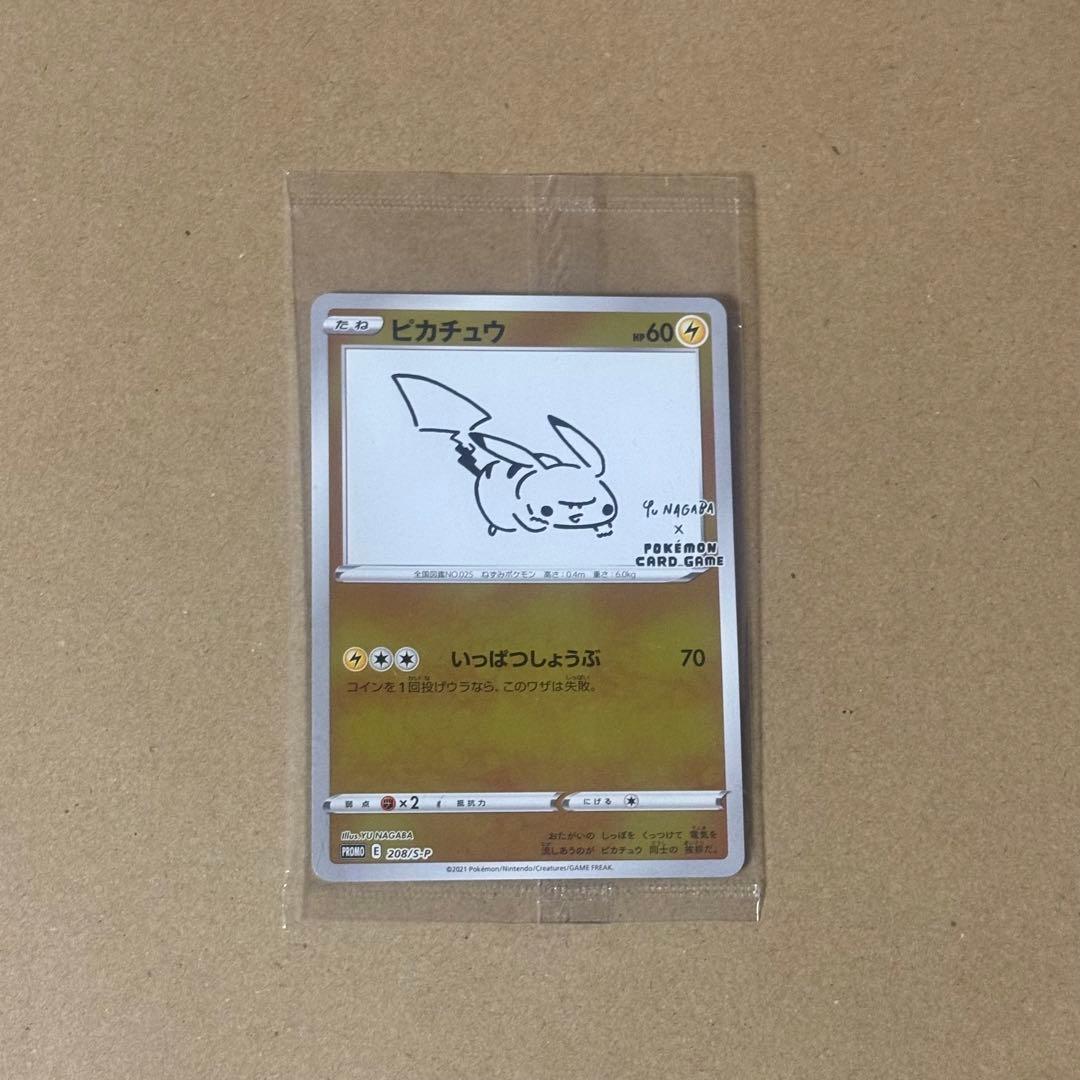 たね ピカチュウ HP60
Yu NAGABA
×
POKÉMON
CARD GAME
全国図鑑NO.025 ねずみポケモン 高さ:0.4m 重さ:6.0kg
いっぱつしょうぶ 70
コインを1回投げウラなら、このワザは失敗。
弱点 ×2 抵抗力 にげる
Illus.YU NAGABA
PROMO E 208/S-P
おたがいの しっぽを くっつけて 電気を
流しあうのが ピカチュウ 同士の 挨拶だ。
©2021 Pokémon/Nintendo/Creatures/GAME FREAK.